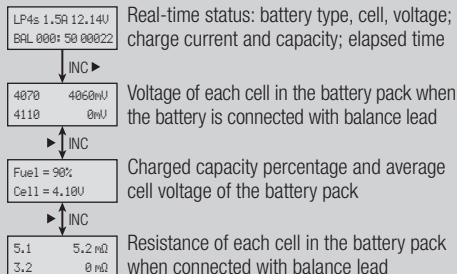 LP4s 1.5A 12.14V
BAL 000:50 00022
Real-time status: battery type, cell, voltage;
charge current and capacity; elapsed time
INC ►
4070 4060mV
4110 0mV
Voltage of each cell in the battery pack when
the battery is connected with balance lead
► INC
Fuel = 90%
Cell = 4.10V
Charged capacity percentage and average
cell voltage of the battery pack
► INC
5.1 5.2 mΩ
3.2 0 mΩ
Resistance of each cell in the battery pack
when connected with balance lead